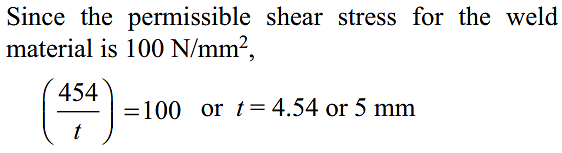 Since the permissible shear stress for the weld
material is 100 N/mm²,
(454/t) = 100 or t = 4.54 or 5 mm